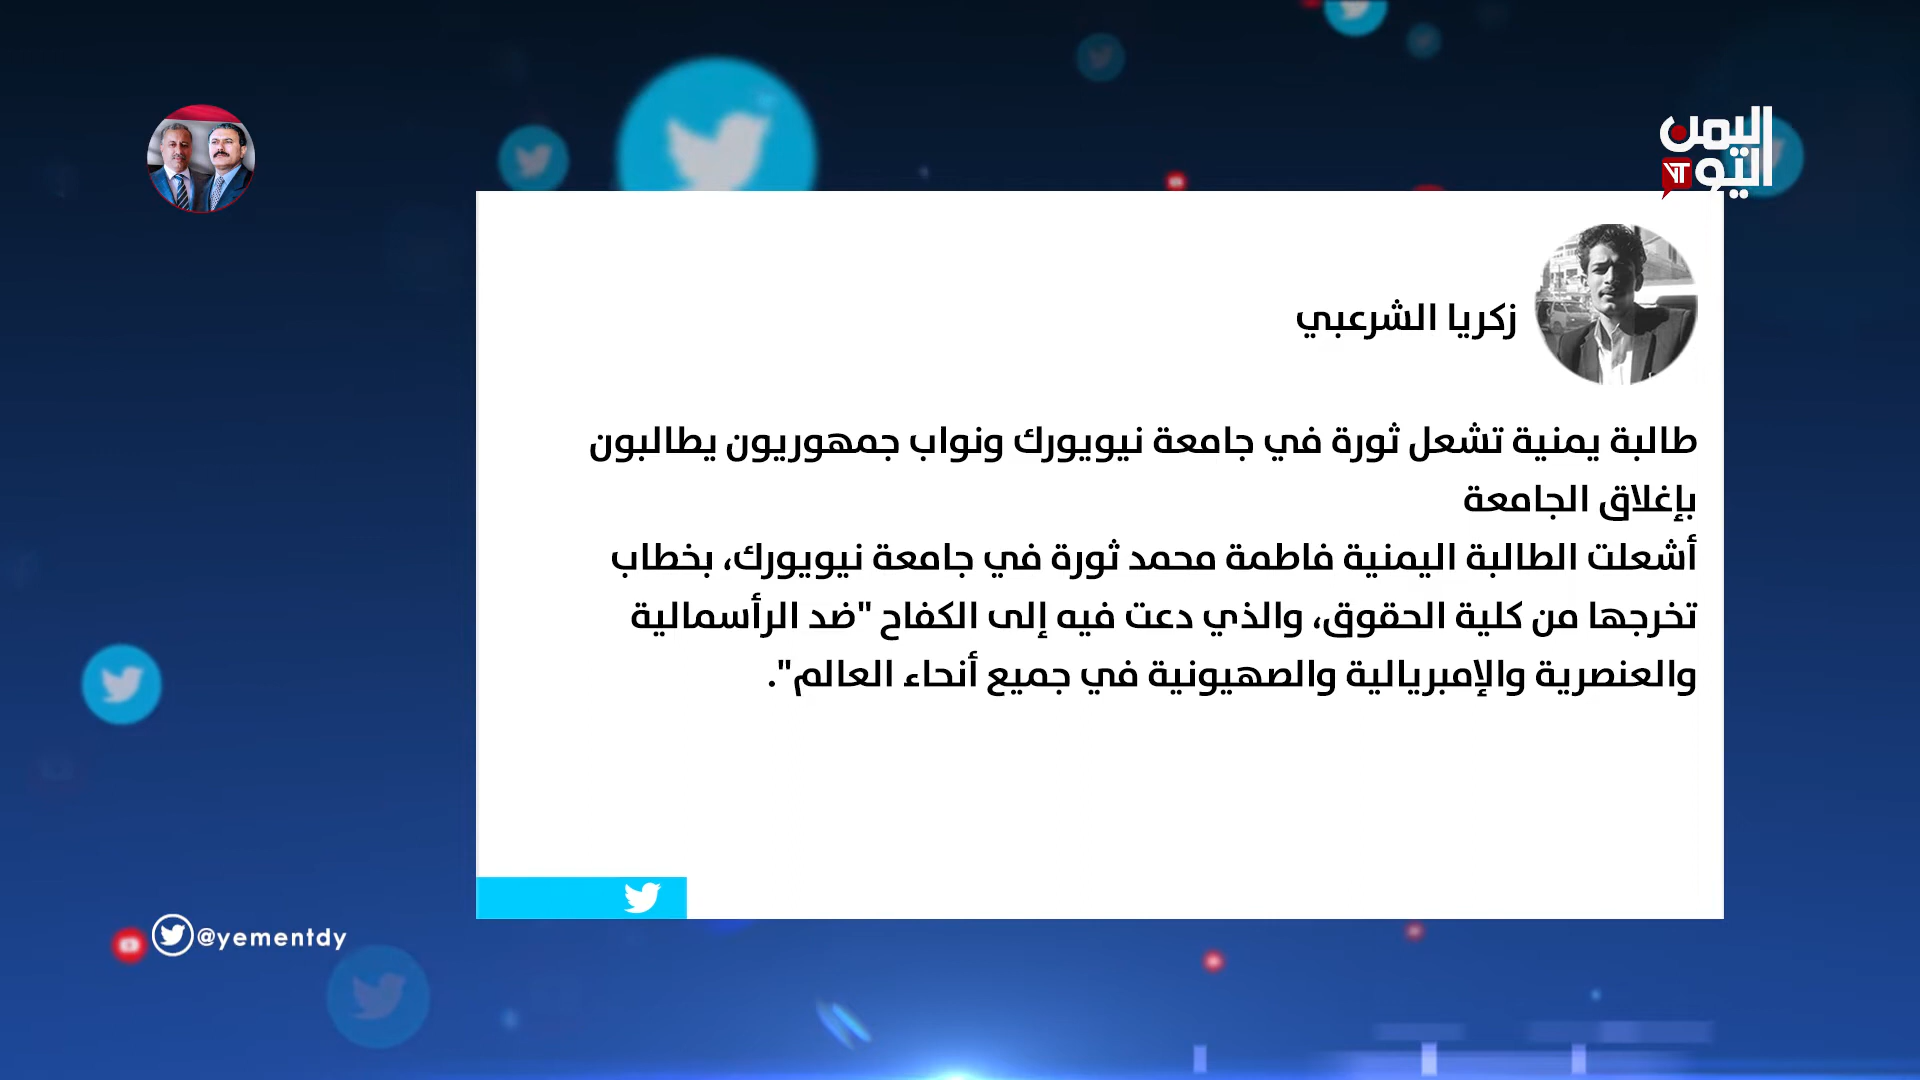 اليمن
اليوم
YT
زكريا الشرعبي
طالبة يمنية تشعل ثورة في جامعة نيويورك ونواب جمهوريون يطالبون
بإغلاق الجامعة
أشعلت الطالبة اليمنية فاطمة محمد ثورة في جامعة نيويورك، بخطاب
تخرجها من كلية الحقوق، والذي دعت فيه إلى الكفاح "ضد الرأسمالية
والعنصرية والإمبريالية والصهيونية في جميع أنحاء العالم".
@yementdy